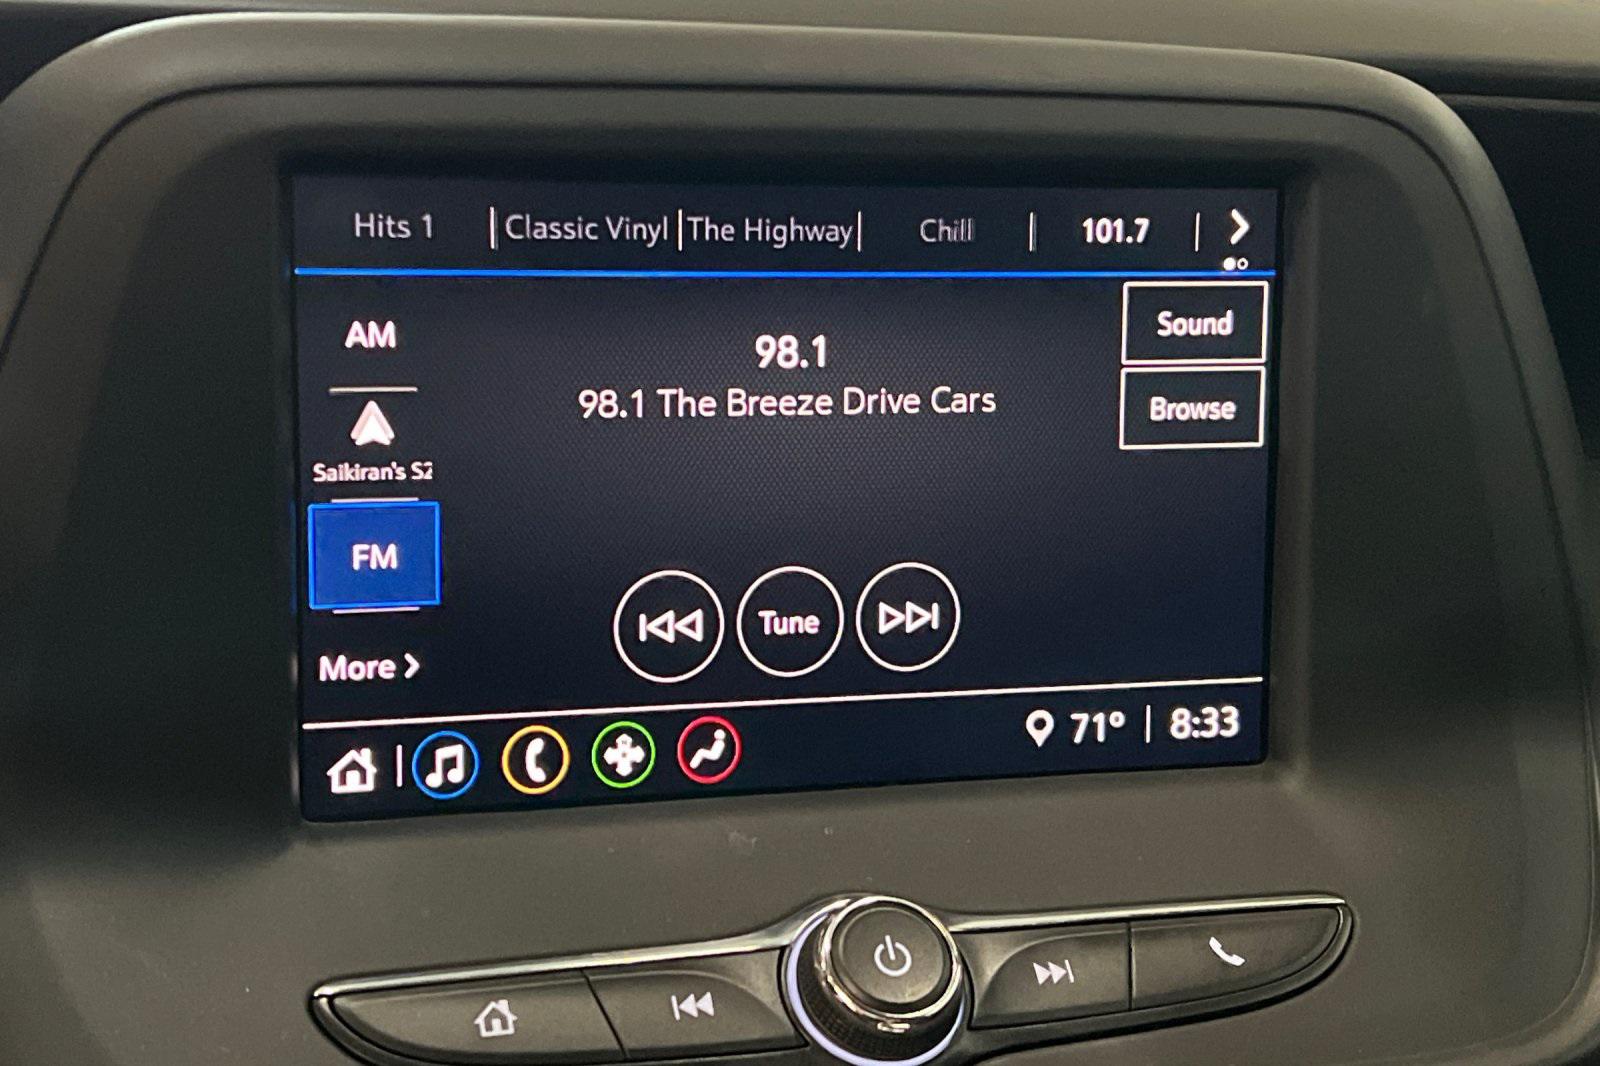 Hits 1 | Classic Vinyl | The Highway | Chill | 101.7
AM
98.1
Sound
98.1 The Breeze Drive Cars
Browse
Saikiran's S2
FM
Tune
More
71° | 8:33